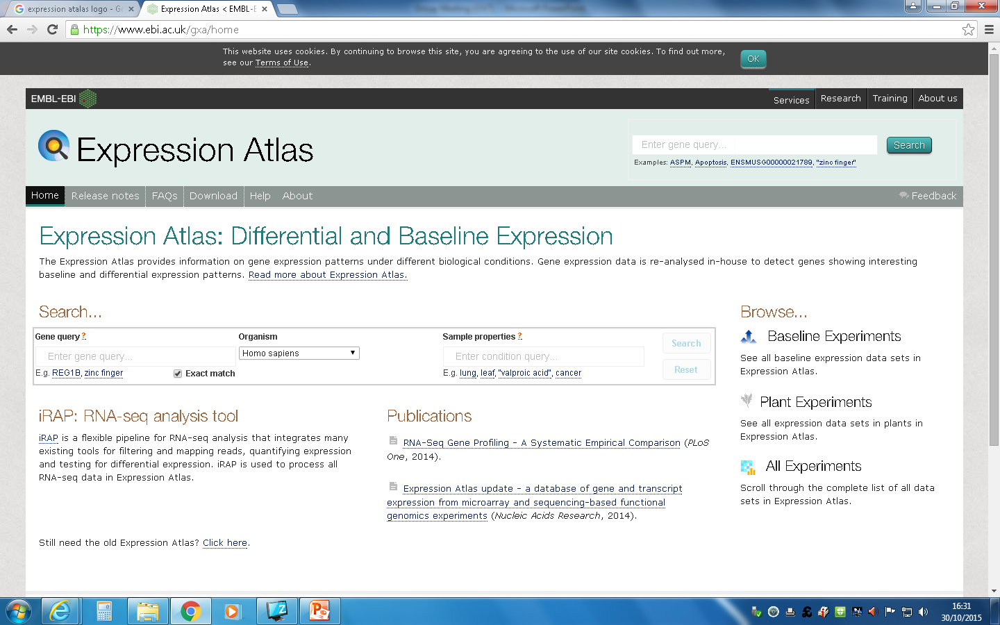 expression atalas logo - G
Expression Atlas < EMBL-E
https://www.ebi.ac.uk/gxa/home
This website uses cookies. By continuing to browse this site, you are agreeing to the use of our site cookies. To find out more,
see our Terms of Use.
OK
EMBL-EBI
Services
Research
Training
About us
Expression Atlas
Enter gene query...
Search
Examples: ASPM, Apoptosis, ENSMUSG00000021789, "zinc finger"
Home
Release notes
FAQs
Download
Help
About
Feedback
Expression Atlas: Differential and Baseline Expression
The Expression Atlas provides information on gene expression patterns under different biological conditions. Gene expression data is re-analysed in-house to detect genes showing interesting
baseline and differential expression patterns. Read more about Expression Atlas.
Search...
Gene query ?
Organism
Sample properties ?
Enter gene query...
Homo sapiens
Enter condition query...
Search
Reset
E.g. REG1B, zinc finger
Exact match
E.g. lung, leaf, "valproic acid", cancer
Browse...
Baseline Experiments
See all baseline expression data sets in
Expression Atlas.
Plant Experiments
See all expression data sets in plants in
Expression Atlas.
All Experiments
Scroll through the complete list of all data
sets in Expression Atlas.
iRAP: RNA-seq analysis tool
iRAP is a flexible pipeline for RNA-seq analysis that integrates many
existing tools for filtering and mapping reads, quantifying expression
and testing for differential expression. iRAP is used to process all
RNA-seq data in Expression Atlas.
Publications
RNA-Seq Gene Profiling - A Systematic Empirical Comparison (PLoS
One, 2014).
Expression Atlas update - a database of gene and transcript
expression from microarray and sequencing-based functional
genomics experiments (Nucleic Acids Research, 2014).
Still need the old Expression Atlas? Click here.
16:31
30/10/2015